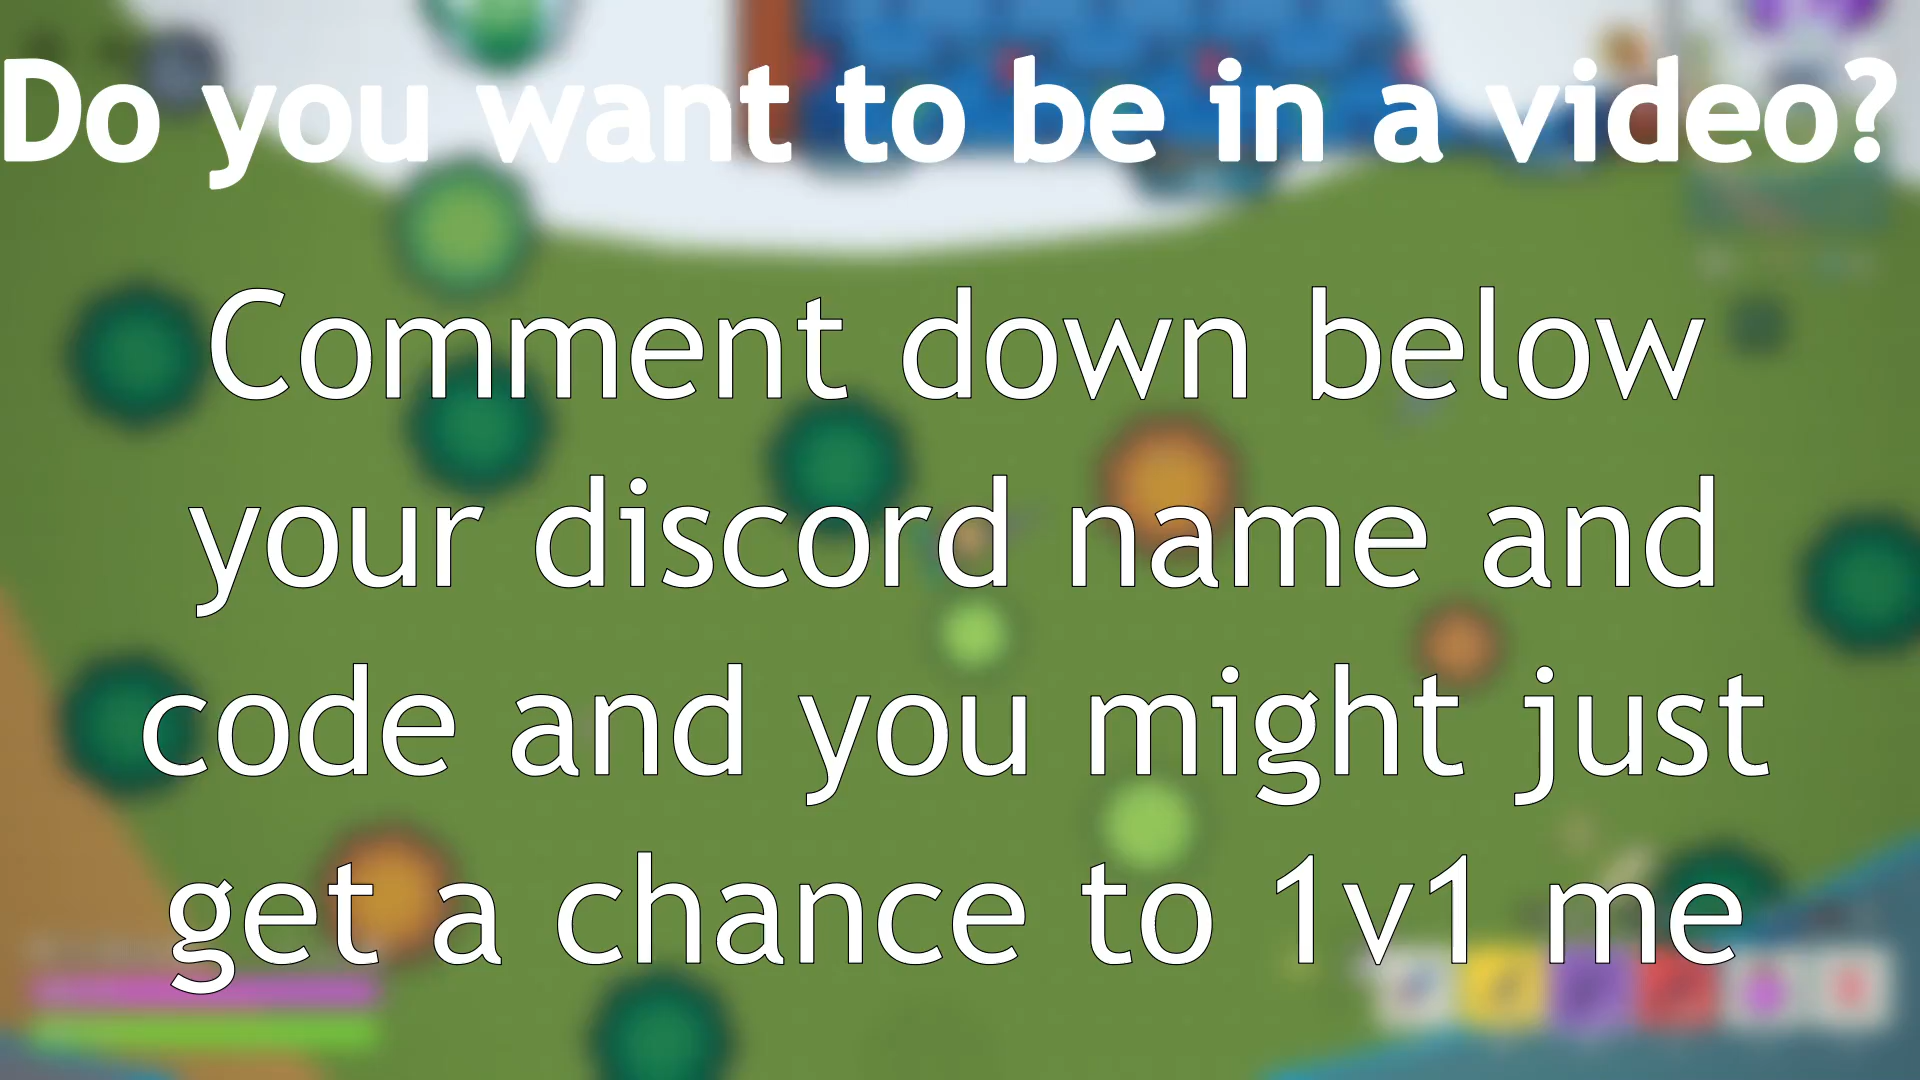 Do you want to be in a video?
Comment down below
your discord name and
code and you might just
get a chance to 1v1 me